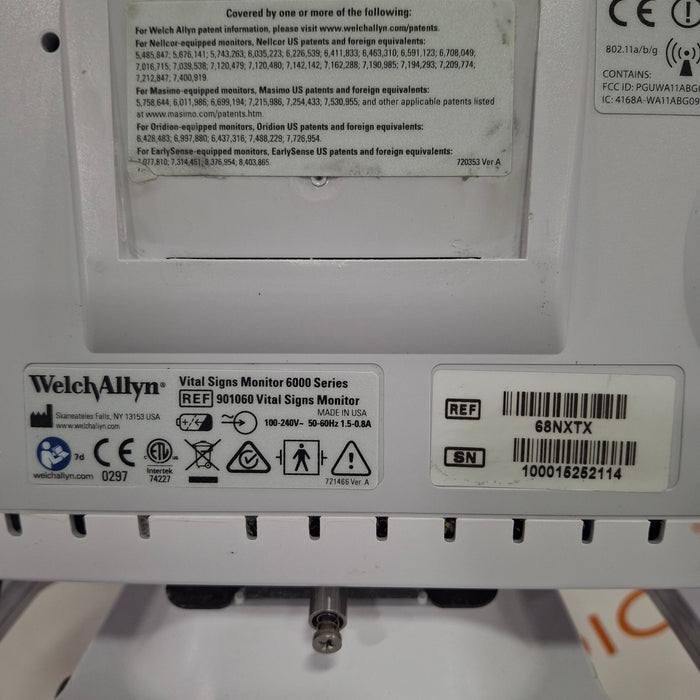 Covered by one or more of the following:
For Welch Allyn patent information, please visit www.welchallyn.com/patents.
For Nellcor-equipped monitors, Nellcor US patents and foreign equivalents:
5,485,847; 5,676,141; 5,743,263; 6,035,223; 6,226,539; 6,411,833; 6,463,310; 6,591,123; 6,708,049;
7,016,715; 7,039,538; 7,120,479; 7,120,480; 7,142,142; 7,162,288; 7,190,985; 7,194,293; 7,209,774;
7,212,847; 7,400,919.
For Masimo-equipped monitors, Masimo US patents and foreign equivalents:
5,758,644, 6,011,986; 6,699,194; 7,215,986; 7,254,433; 7,530,955; and other applicable patents listed
at www.masimo.com/patents.htm.
For Oridion-equipped monitors, Oridion US patents and foreign equivalents:
6,428,483; 6,997,880; 6,437,316; 7,488,229; 7,726,954.
For EarlySense-equipped monitors, EarlySense US patents and foreign equivalents:
7,077,810; 7,314,451; 8,376,954; 8,403,865.
720353 Ver A
CE
802.11a/b/g
CONTAINS:
FCC ID: PGUWA11ABG0
IC: 4168A-WA11ABG09
WelchAllyn®
Skaneateles Falls, NY 13153 USA
www.welchallyn.com
Vital Signs Monitor 6000 Series
REF 901060 Vital Signs Monitor
MADE IN USA
100-240V~ 50-60Hz 1.5-0.8A
7d
welchallyn.com
CE
0297
ETL
Intertek
74227
721466 Ver. A
REF
68NXTX
SN
100015252114
IC